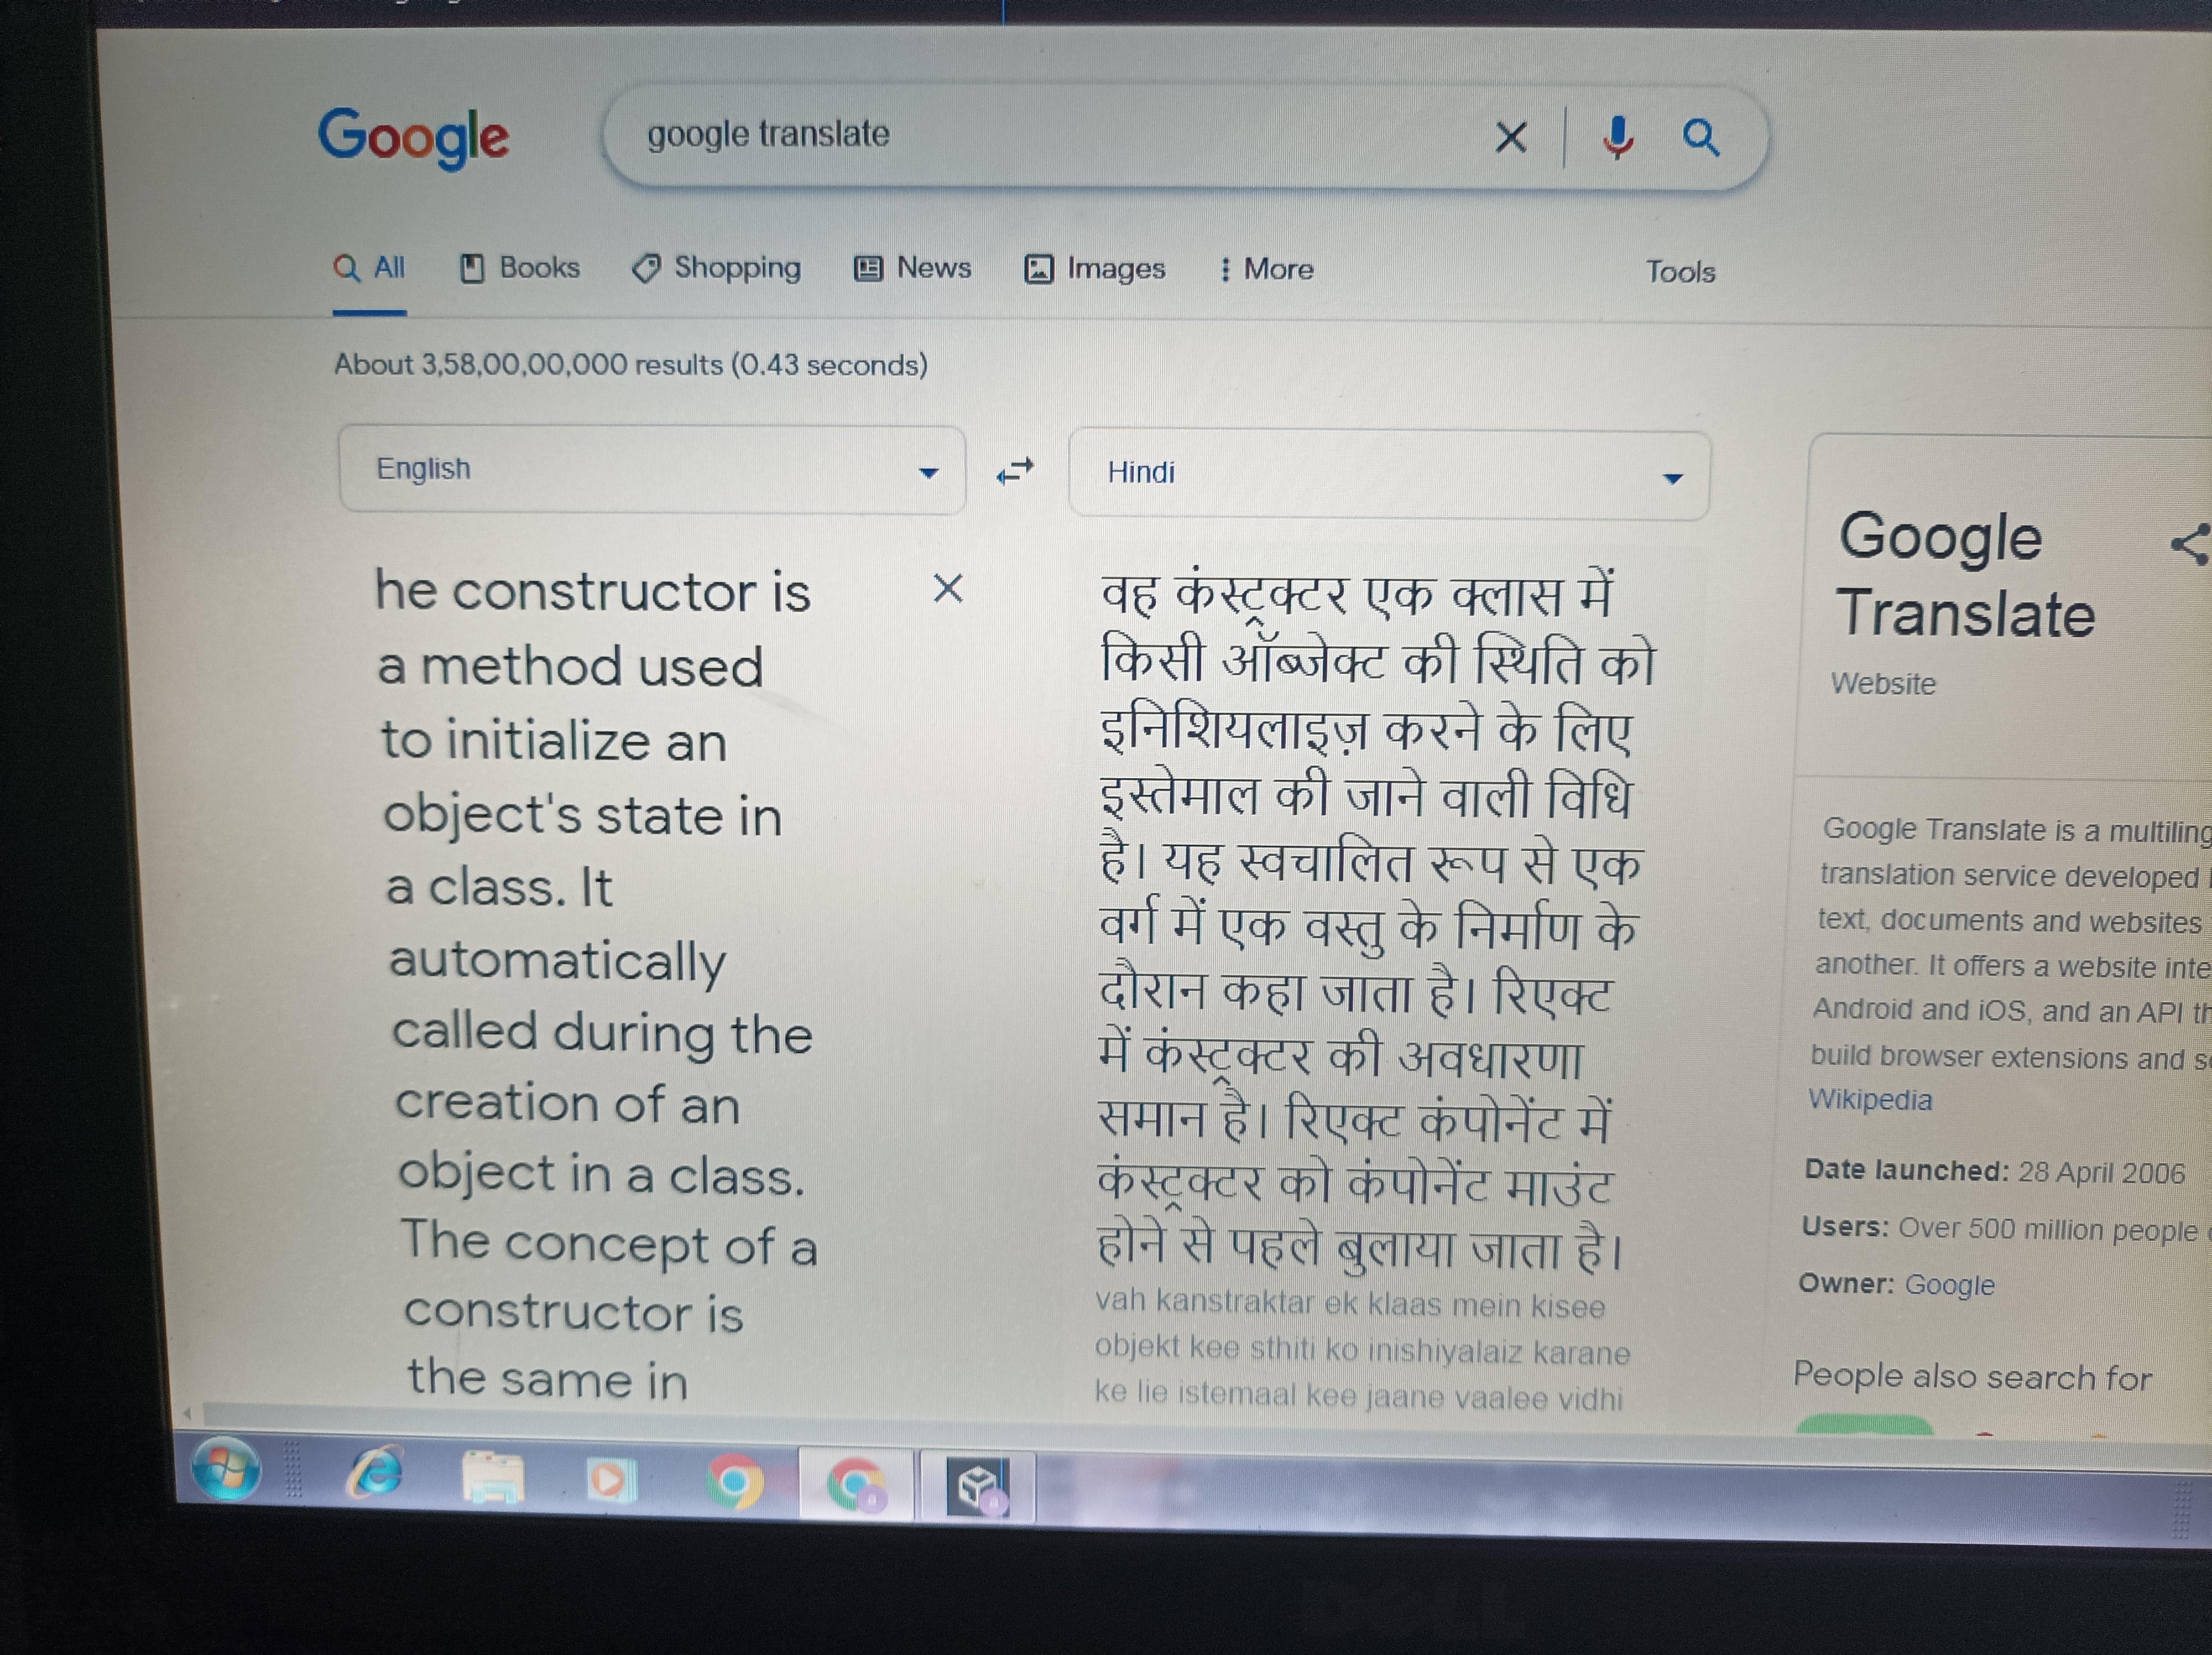 Google
google translate
All Books Shopping News Images More Tools
About 3,58,00,00,000 results (0.43 seconds)
English
Hindi
he constructor is
a method used
to initialize an
object's state in
a class. It
automatically
called during the
creation of an
object in a class.
The concept of a
constructor is
the same in
वह कंस्ट्रक्टर एक क्लास में
किसी ऑब्जेक्ट की स्थिति को
इनिशियलाइज़ करने के लिए
इस्तेमाल की जाने वाली विधि
है। यह स्वचालित रूप से एक
वर्ग में एक वस्तु के निर्माण के
दौरान कहा जाता है। रिएक्ट
में कंस्ट्रक्टर की अवधारणा
समान है। रिएक्ट कंपोनेंट में
कंस्ट्रक्टर को कंपोनेंट माउंट
होने से पहले बुलाया जाता है।
vah kanstraktar ek klaas mein kisee
objekt kee sthiti ko inishiyalaiz karane
ke lie istemaal kee jaane vaalee vidhi
Google
Translate
Website
Google Translate is a multiling
translation service developed
text, documents and websites
another. It offers a website inte
Android and iOS, and an API th
build browser extensions and s
Wikipedia
Date launched: 28 April 2006
Users: Over 500 million people
Owner: Google
People also search for